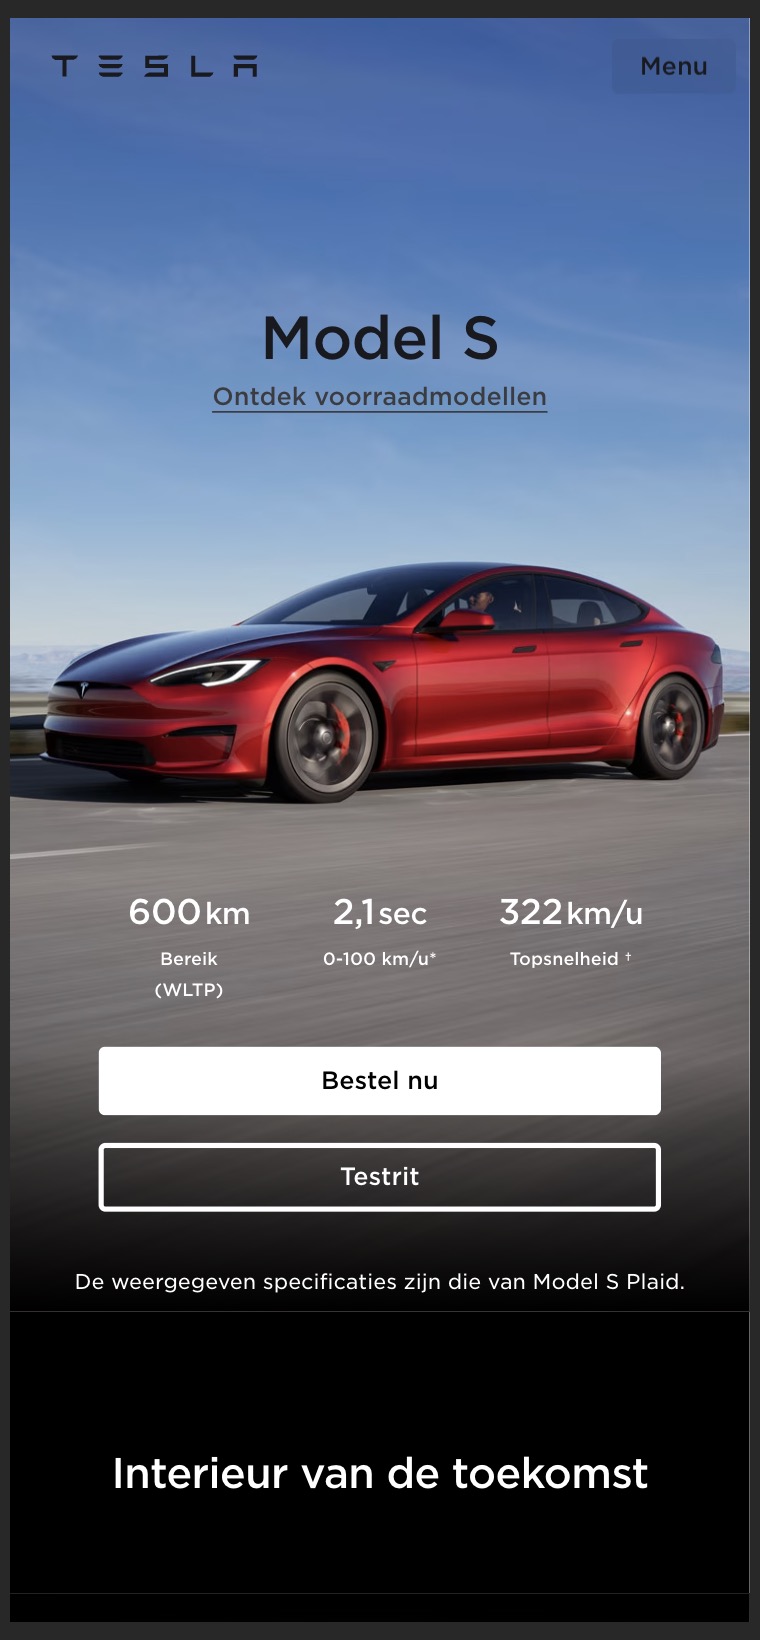 TESLA
Menu
Model S
Ontdek voorraadmodellen
600 km
Bereik
(WLTP)
2,1 sec
0-100 km/u*
322 km/u
Topsnelheid †
Bestel nu
Testrit
De weergegeven specificaties zijn die van Model S Plaid.
Interieur van de toekomst